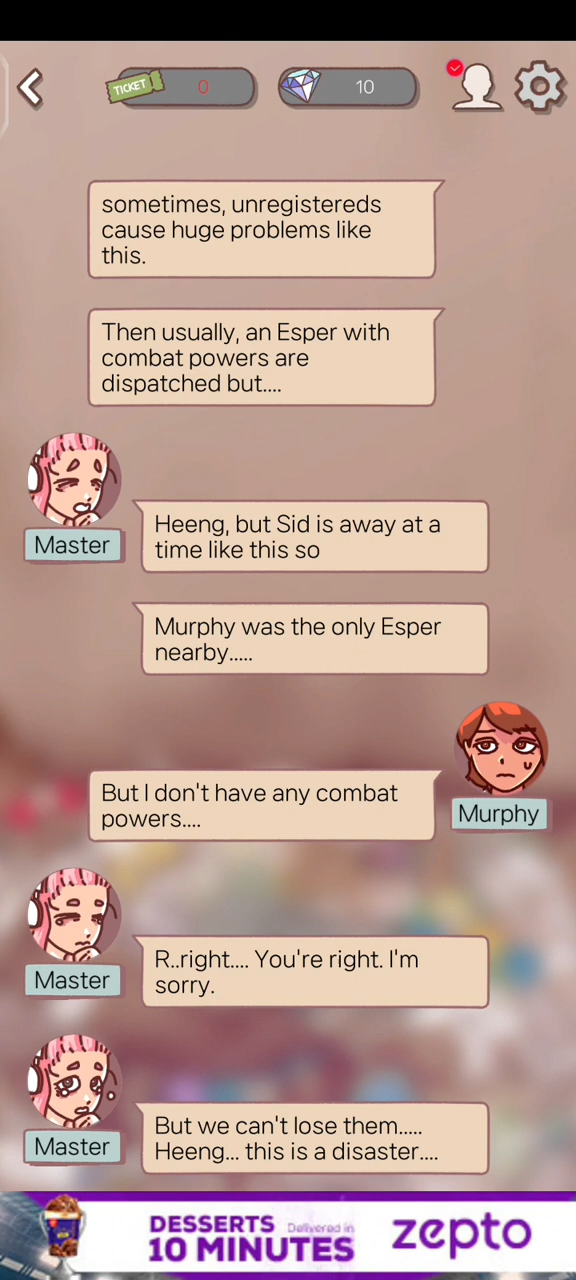 TICKET
0
10
sometimes, unregistereds
cause huge problems like
this.
Then usually, an Esper with
combat powers are
dispatched but....
Master
Heeng, but Sid is away at a
time like this so
Murphy was the only Esper
nearby.....
But I don't have any combat
powers....
Murphy
Master
R..right.... You're right. I'm
sorry.
Master
But we can't lose them.....
Heeng... this is a disaster....
DESSERTS Delivered in
10 MINUTES
zepto